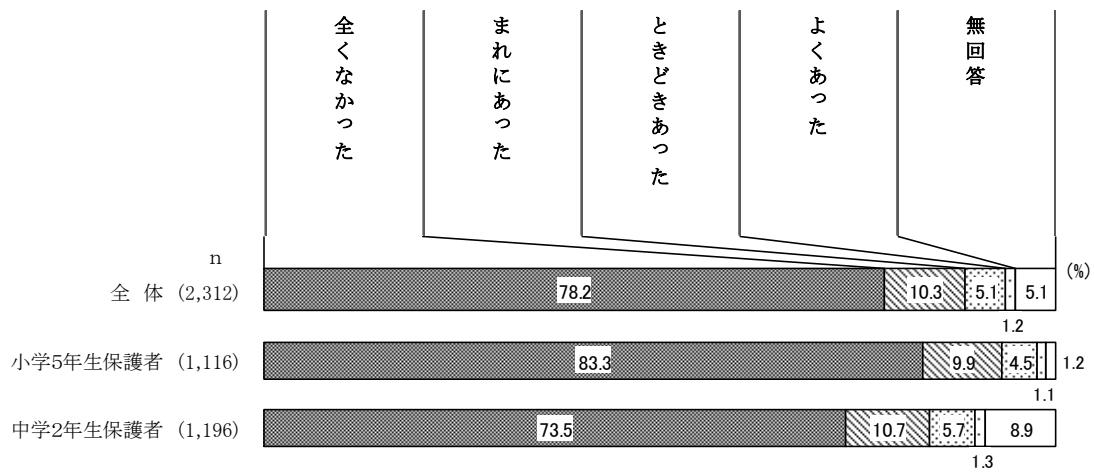 全くなかった
まれにあった
ときどきあった
よくあった
無回答
n
(%)
全 体 (2,312)
78.2
10.3
5.1
5.1
1.2
小学5年生保護者 (1,116)
83.3
9.9
4.5
1.2
1.1
中学2年生保護者 (1,196)
73.5
10.7
5.7
8.9
1.3